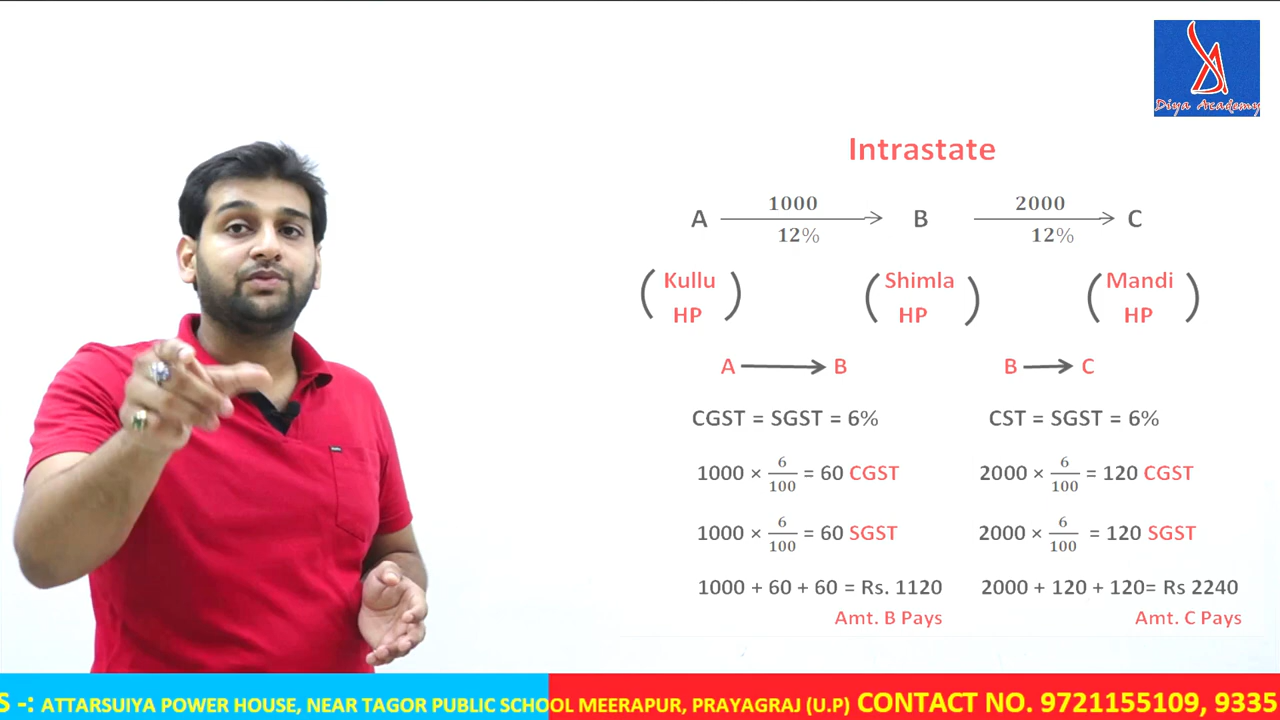 Diya Academy
Intrastate
A 1000 12% B 2000 12% C
(Kullu HP) (Shimla HP) (Mandi HP)
A B B C
CGST = SGST = 6% CST = SGST = 6%
1000 × 6/100 = 60 CGST 2000 × 6/100 = 120 CGST
1000 × 6/100 = 60 SGST 2000 × 6/100 = 120 SGST
1000 + 60 + 60 = Rs. 1120 2000 + 120 + 120= Rs 2240
Amt. B Pays Amt. C Pays
S -: ATTARSUIYA POWER HOUSE, NEAR TAGOR PUBLIC SCHOOL MEERAPUR, PRAYAGRAJ (U.P) CONTACT NO. 9721155109, 9335